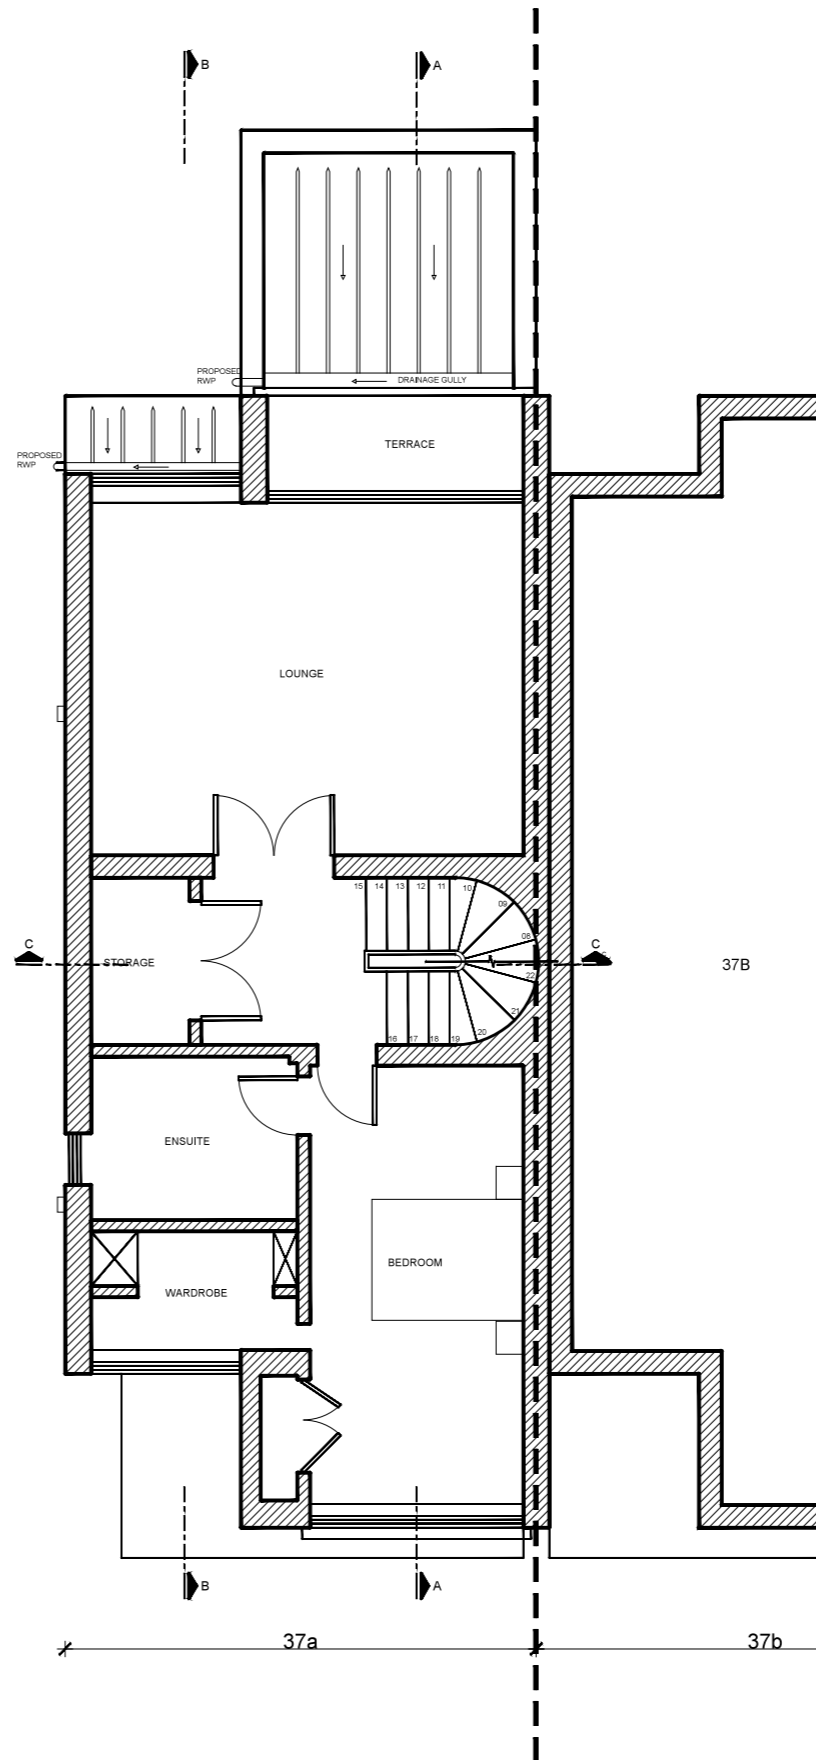 B
A
PROPOSED
RWP
DRAINAGE GULLY
TERRACE
PROPOSED
RWP
LOUNGE
15 14 13 12 11 10
09
08
C
STORAGE
C
37B
22
21
20
16 17 18 19
ENSUITE
BEDROOM
WARDROBE
B
A
37a
37b